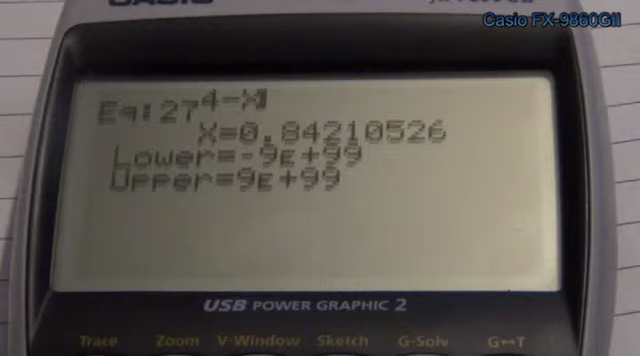 CASIO
Casio FX-9860GII
Eq:27^4-X
X=0.84210526
Lower=-9E+99
Upper=9E+99
USB POWER GRAPHIC 2
Trace Zoom V-Window Sketch G-Solv G↔T